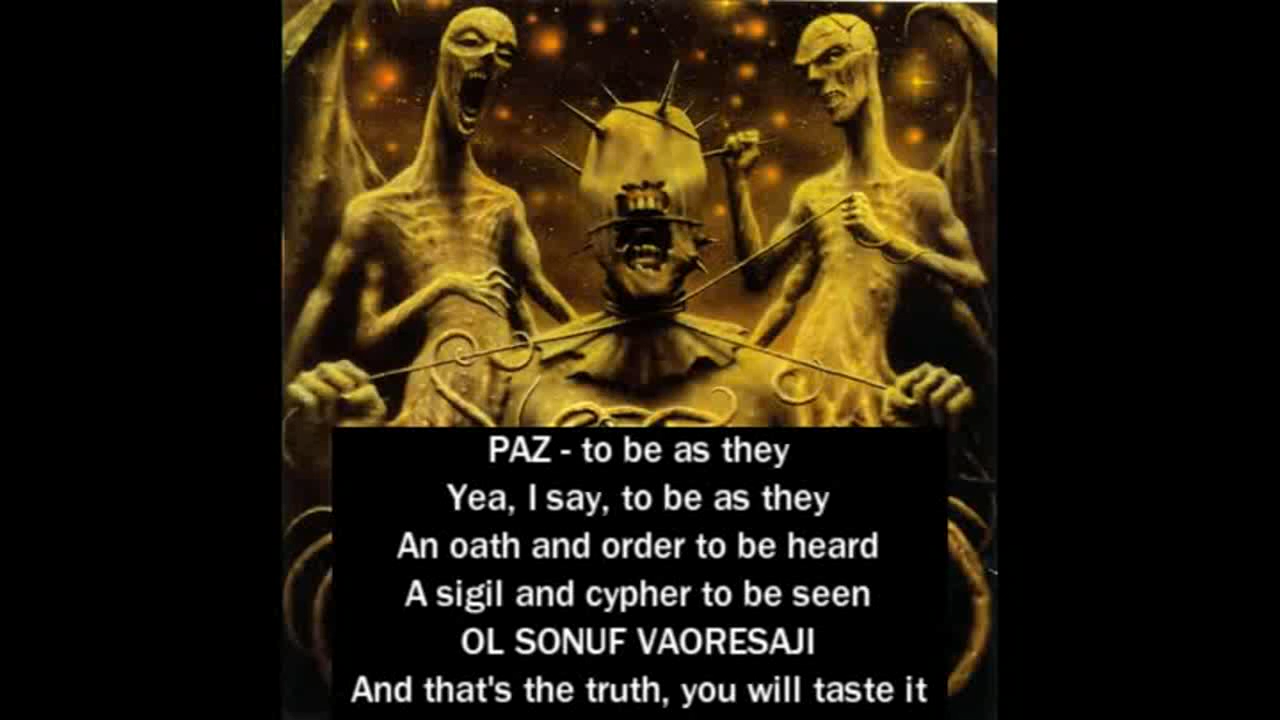 PAZ - to be as they
Yea, I say, to be as they
An oath and order to be heard
A sigil and cypher to be seen
OL SONUF VAORESAJI
And that's the truth, you will taste it